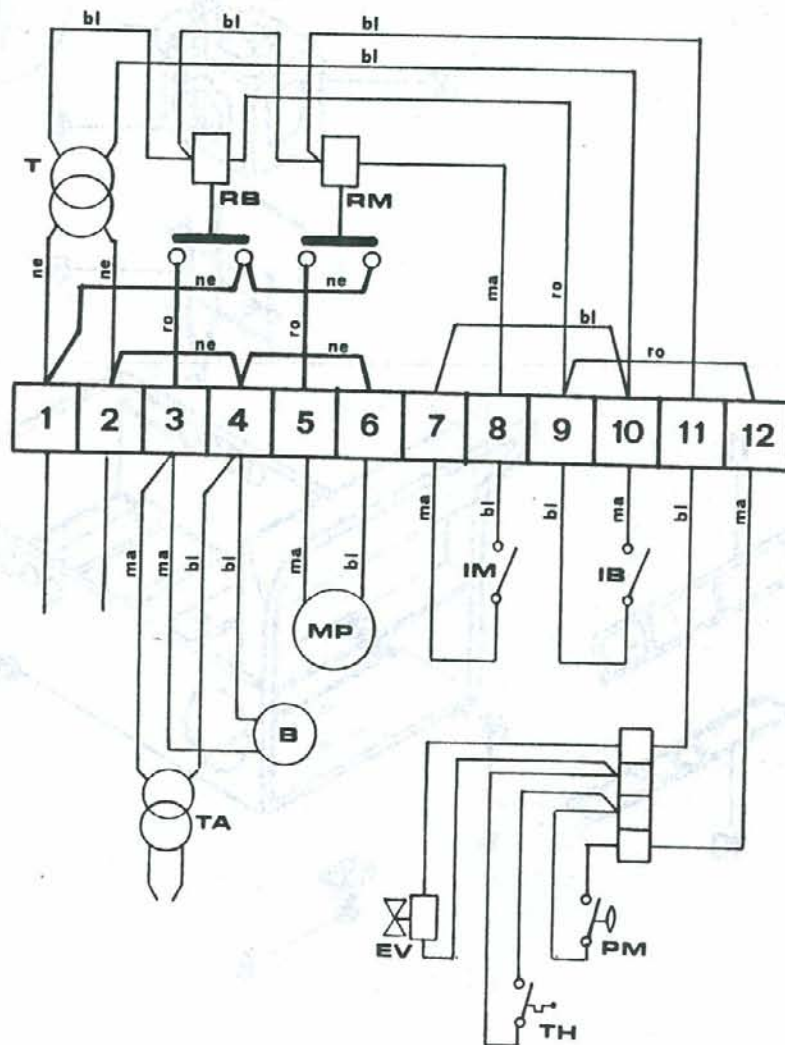 bl bl bl
bl
T
RB RM
ne ne ne ne ma ro bl
ro ne ro ne ro
1 2 3 4 5 6 7 8 9 10 11 12
ma ma bl bl ma bl ma bl bl ma bl ma
IM IB
MP
B
TA
EV PM
TH